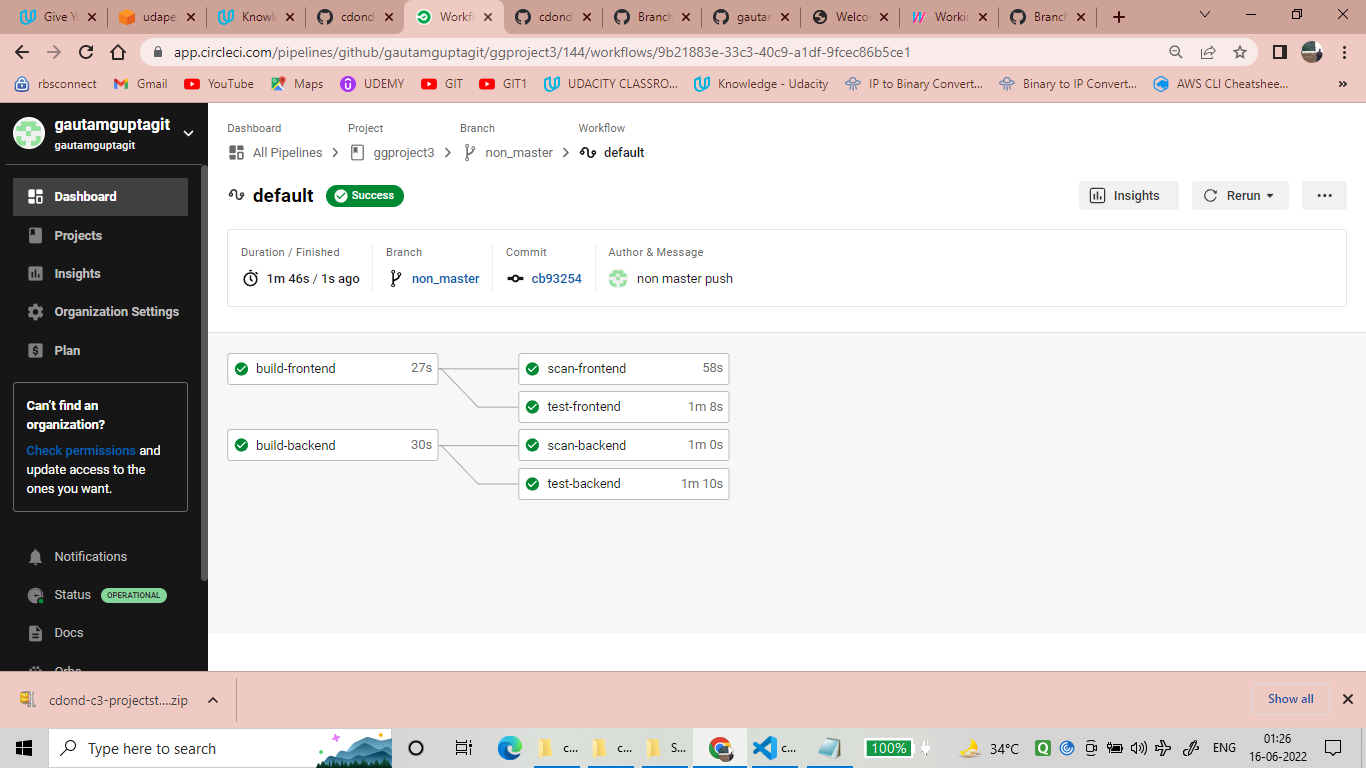 Give Y
udape
Knowl
cdond
Workfl
cdond
Branch
gautar
Welco
Workin
Branch
app.circleci.com/pipelines/github/gautamguptagit/ggproject3/144/workflows/9b21883e-33c3-40c9-a1df-9fcec86b5ce1
rbsconnect
Gmail
YouTube
Maps
UDEMY
GIT
GIT1
UDACITY CLASSRO...
Knowledge - Udacity
IP to Binary Convert...
Binary to IP Convert...
AWS CLI Cheatshee...
gautamguptagit
gautamguptagit
Dashboard
Projects
Insights
Organization Settings
Plan
Can't find an
organization?
Check permissions and
update access to the
ones you want.
Notifications
Status OPERATIONAL
Docs
Orbs
Dashboard Project Branch Workflow
All Pipelines ggproject3 non_master default
default Success
Insights Rerun
Duration / Finished Branch Commit Author & Message
1m 46s / 1s ago non_master cb93254 non master push
build-frontend 27s
scan-frontend 58s
test-frontend 1m 8s
build-backend 30s
scan-backend 1m 0s
test-backend 1m 10s
cdond-c3-projectst....zip
Show all
Type here to search
c...
c...
S...
c...
100%
34°C
ENG
01:26
16-06-2022